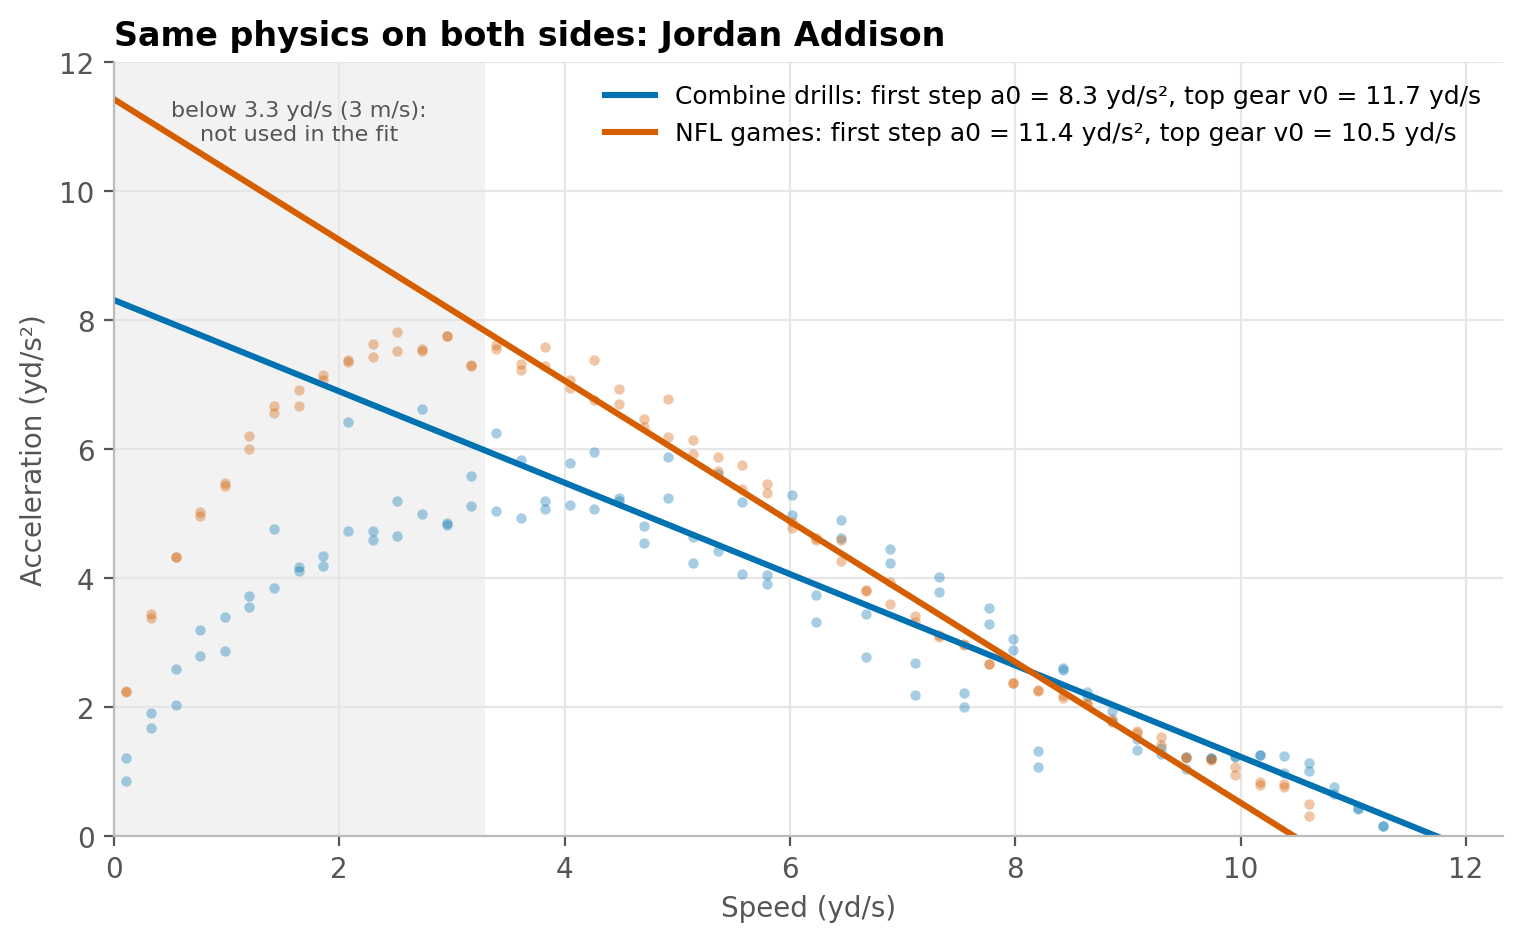 Same physics on both sides: Jordan Addison
12
below 3.3 yd/s (3 m/s):
not used in the fit
Combine drills: first step a0 = 8.3 yd/s², top gear v0 = 11.7 yd/s
NFL games: first step a0 = 11.4 yd/s², top gear v0 = 10.5 yd/s
10
8
6
4
2
0
Acceleration (yd/s²)
0 2 4 6 8 10 12
Speed (yd/s)